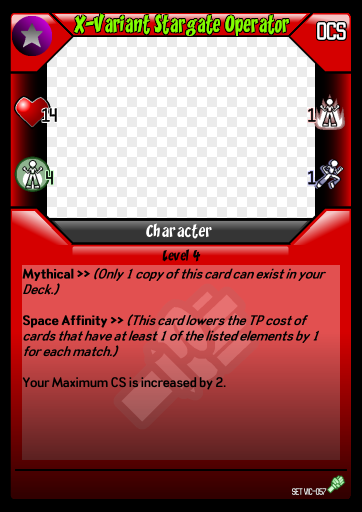 X-Variant Stargate Operator
OCS
14
1
4
1
Character
Level 4
Mythical >> (Only 1 copy of this card can exist in your
Deck.)
Space Affinity >> (This card lowers the TP cost of
cards that have at least 1 of the listed elements by 1
for each match.)
Your Maximum CS is increased by 2.
SET VIC-057